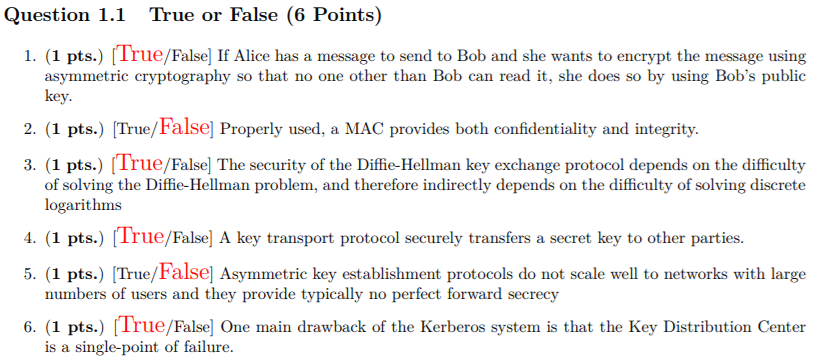 Question 1.1 True or False (6 Points)
1. (1 pts.) [True/False] If Alice has a message to send to Bob and she wants to encrypt the message using
asymmetric cryptography so that no one other than Bob can read it, she does so by using Bob's public
key.
2. (1 pts.) [True/False] Properly used, a MAC provides both confidentiality and integrity.
3. (1 pts.) [True/False] The security of the Diffie-Hellman key exchange protocol depends on the difficulty
of solving the Diffie-Hellman problem, and therefore indirectly depends on the difficulty of solving discrete
logarithms
4. (1 pts.) [True/False] A key transport protocol securely transfers a secret key to other parties.
5. (1 pts.) [True/False] Asymmetric key establishment protocols do not scale well to networks with large
numbers of users and they provide typically no perfect forward secrecy
6. (1 pts.) [True/False] One main drawback of the Kerberos system is that the Key Distribution Center
is a single-point of failure.